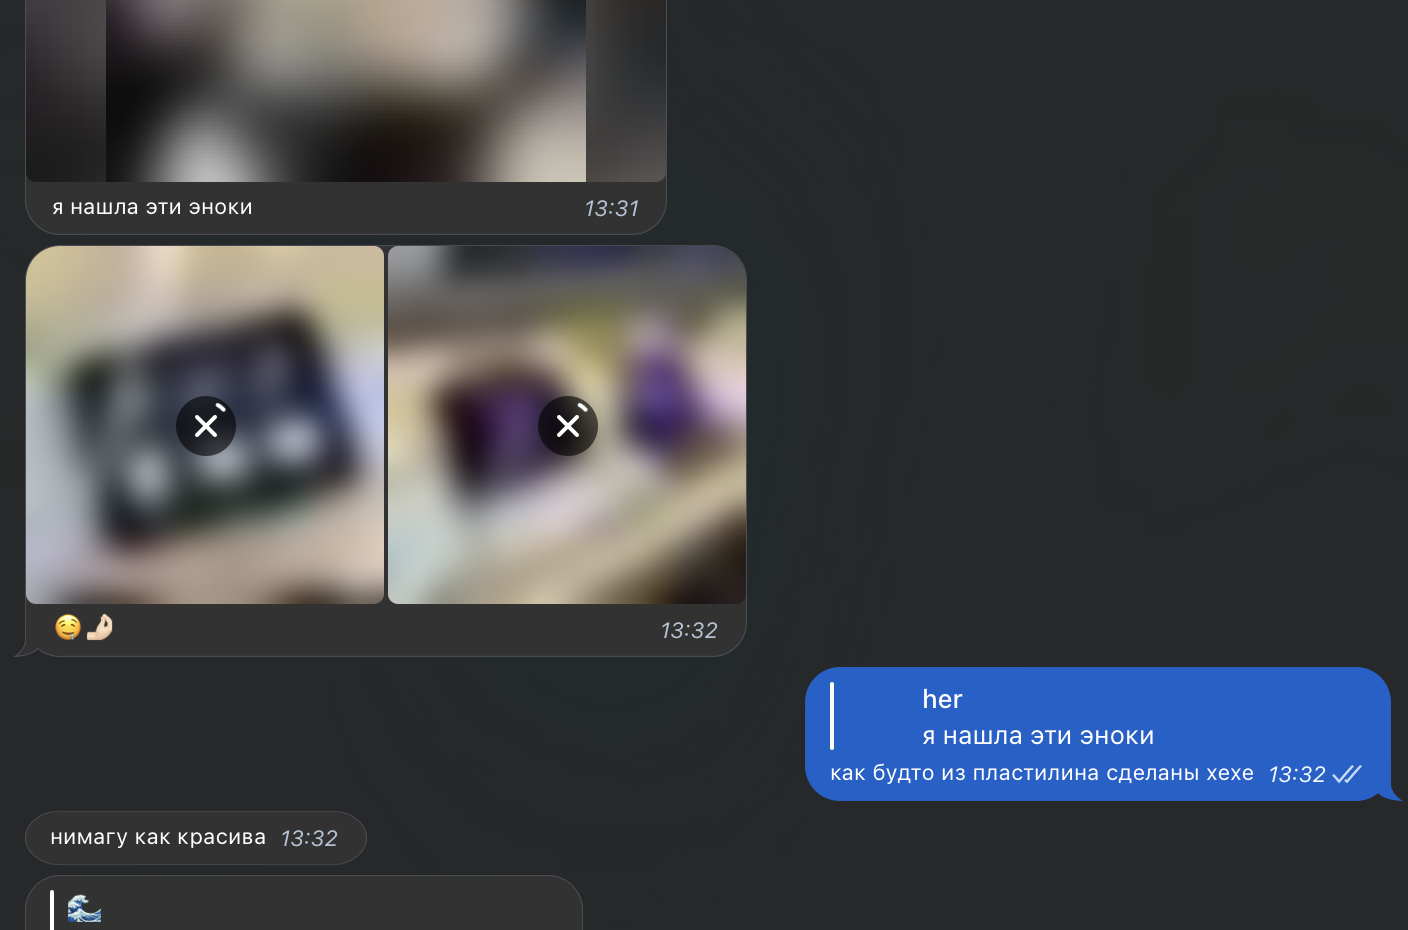 я нашла эти эноки 13:31
🤤🤌🏻 13:32
her
я нашла эти эноки
как будто из пластилина сделаны хехе 13:32
нимагу как красива 13:32
🌊